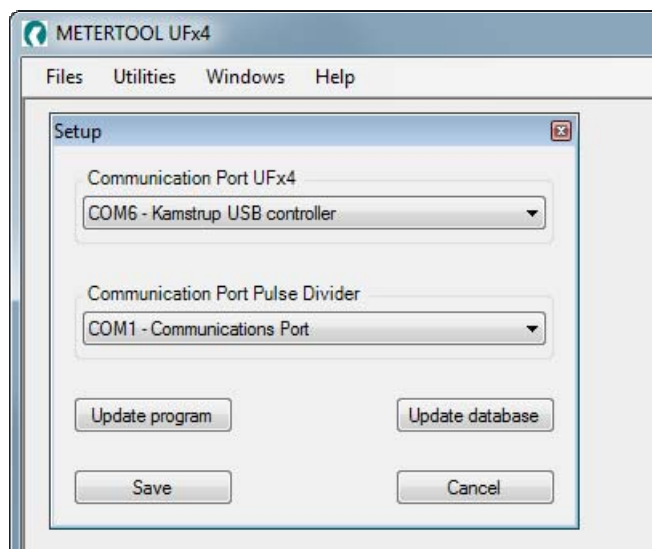 METERTOOL UFx4
Files Utilities Windows Help
Setup
Communication Port UFx4
COM6 - Kamstrup USB controller
Communication Port Pulse Divider
COM1 - Communications Port
Update program Update database
Save Cancel